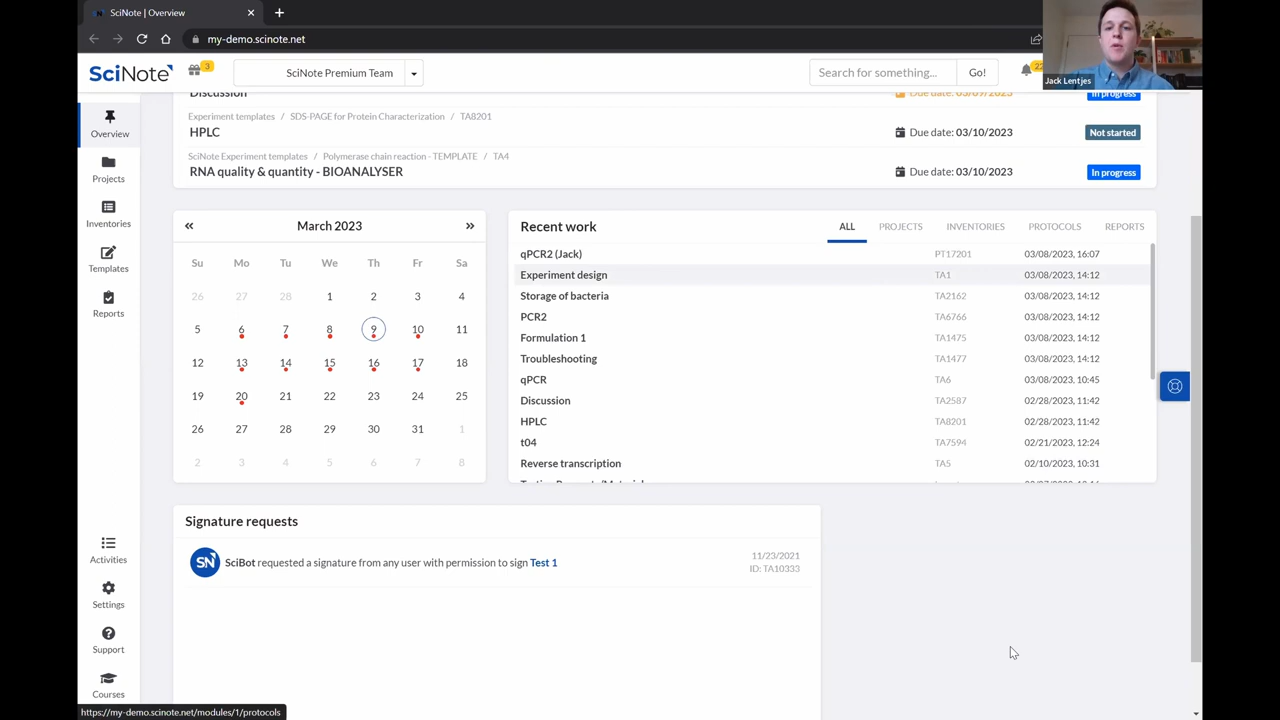 SciNote | Overview
my-demo.scinote.net
SciNote
3
SciNote Premium Team
Search for something...
Go!
22
Jack Lentjes
Overview
Projects
Inventories
Templates
Reports
Activities
Settings
Support
Courses
Discussion
Due date: 03/09/2023
In progress
Experiment templates / SDS-PAGE for Protein Characterization / TA8201
HPLC
Due date: 03/10/2023
Not started
SciNote Experiment templates / Polymerase chain reaction - TEMPLATE / TA4
RNA quality & quantity - BIOANALYSER
Due date: 03/10/2023
In progress
« March 2023 »
Su Mo Tu We Th Fr Sa
26 27 28 1 2 3 4
5 6 7 8 9 10 11
12 13 14 15 16 17 18
19 20 21 22 23 24 25
26 27 28 29 30 31 1
2 3 4 5 6 7 8
Recent work
ALL PROJECTS INVENTORIES PROTOCOLS REPORTS
qPCR2 (Jack) PT17201 03/08/2023, 16:07
Experiment design TA1 03/08/2023, 14:12
Storage of bacteria TA2162 03/08/2023, 14:12
PCR2 TA6766 03/08/2023, 14:12
Formulation 1 TA1475 03/08/2023, 14:12
Troubleshooting TA1477 03/08/2023, 14:12
qPCR TA6 03/08/2023, 10:45
Discussion TA2587 02/28/2023, 11:42
HPLC TA8201 02/28/2023, 11:42
t04 TA7594 02/21/2023, 12:24
Reverse transcription TA5 02/10/2023, 10:31
Signature requests
SN
SciBot requested a signature from any user with permission to sign Test 1
11/23/2021
ID: TA10333
https://my-demo.scinote.net/modules/1/protocols